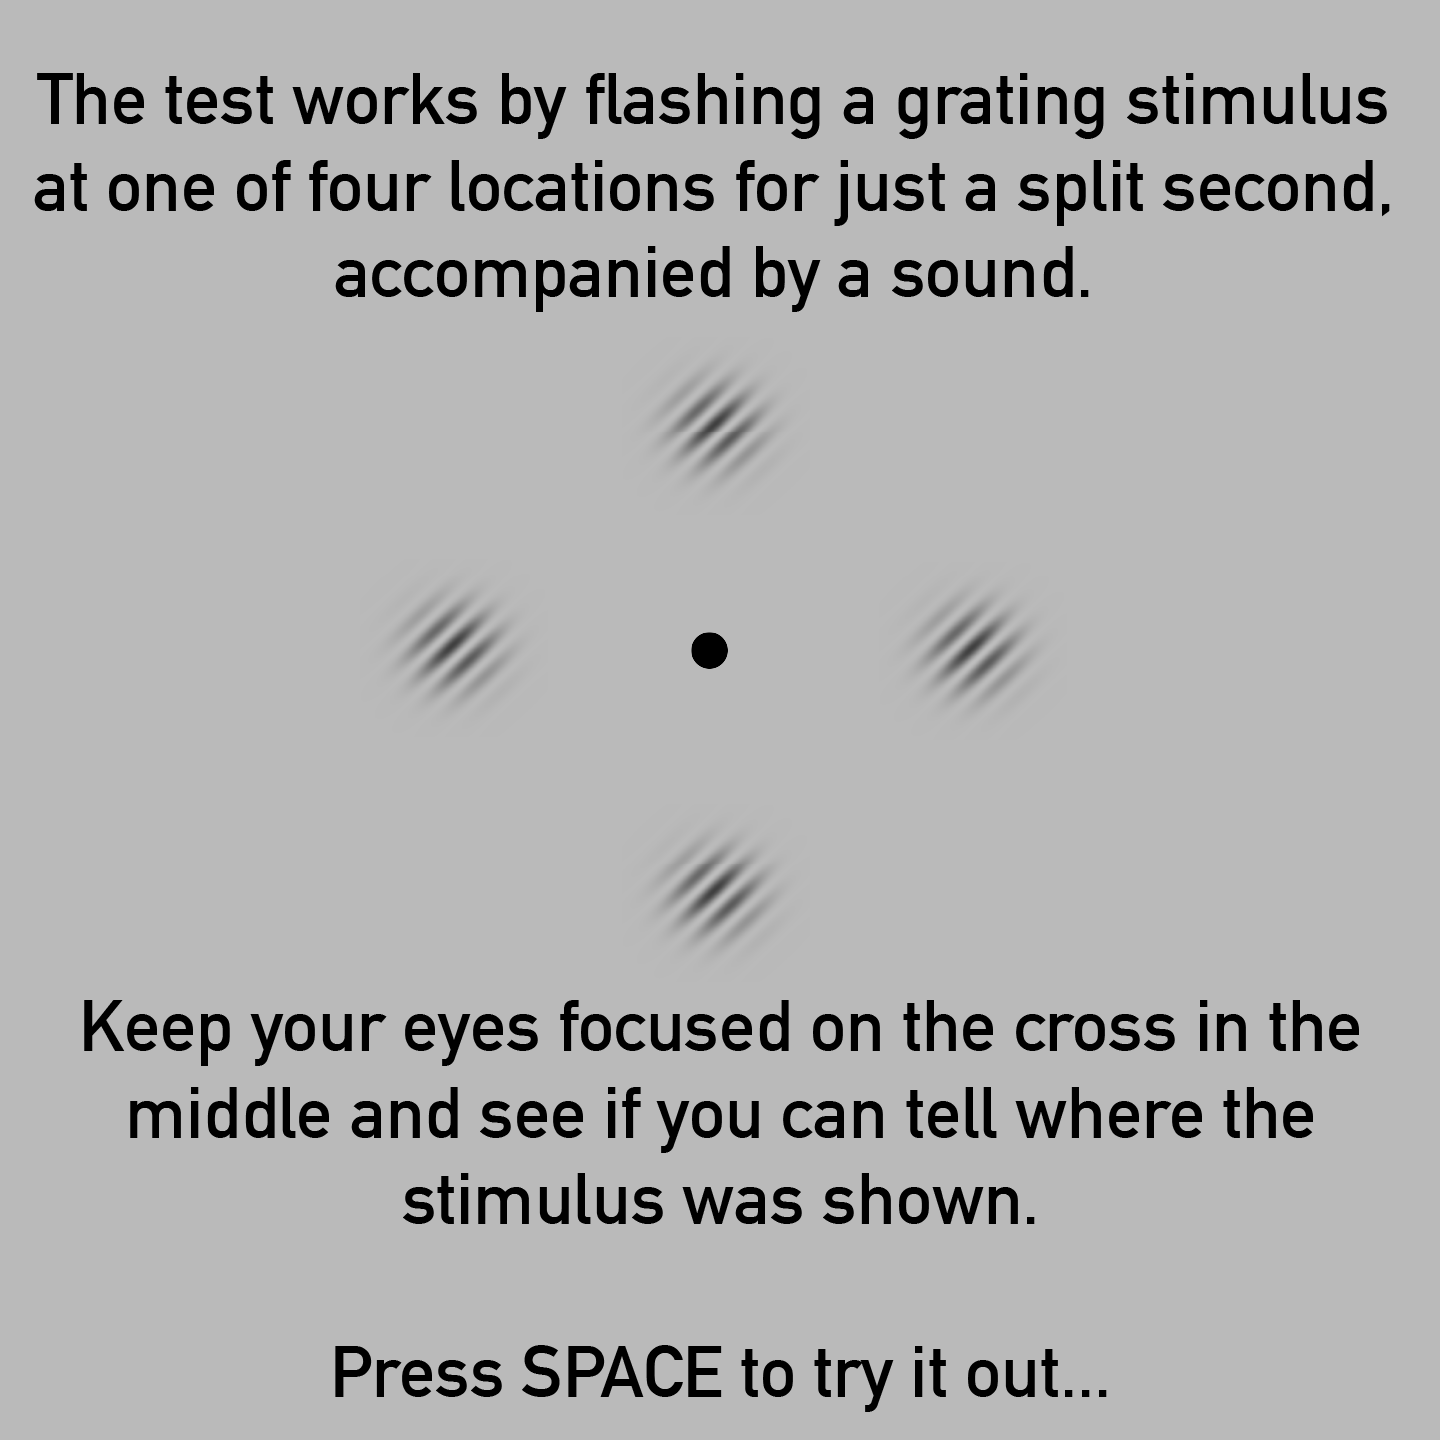 The test works by flashing a grating stimulus
at one of four locations for just a split second,
accompanied by a sound.
Keep your eyes focused on the cross in the
middle and see if you can tell where the
stimulus was shown.
Press SPACE to try it out...